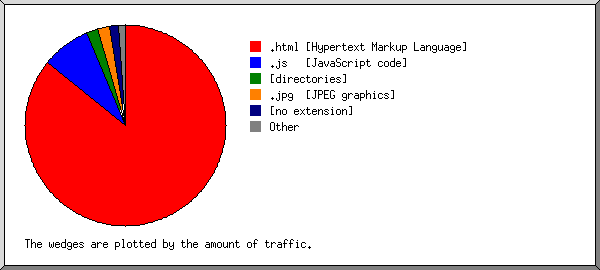 .html [Hypertext Markup Language]
.js [JavaScript code]
[directories]
.jpg [JPEG graphics]
[no extension]
Other
The wedges are plotted by the amount of traffic.